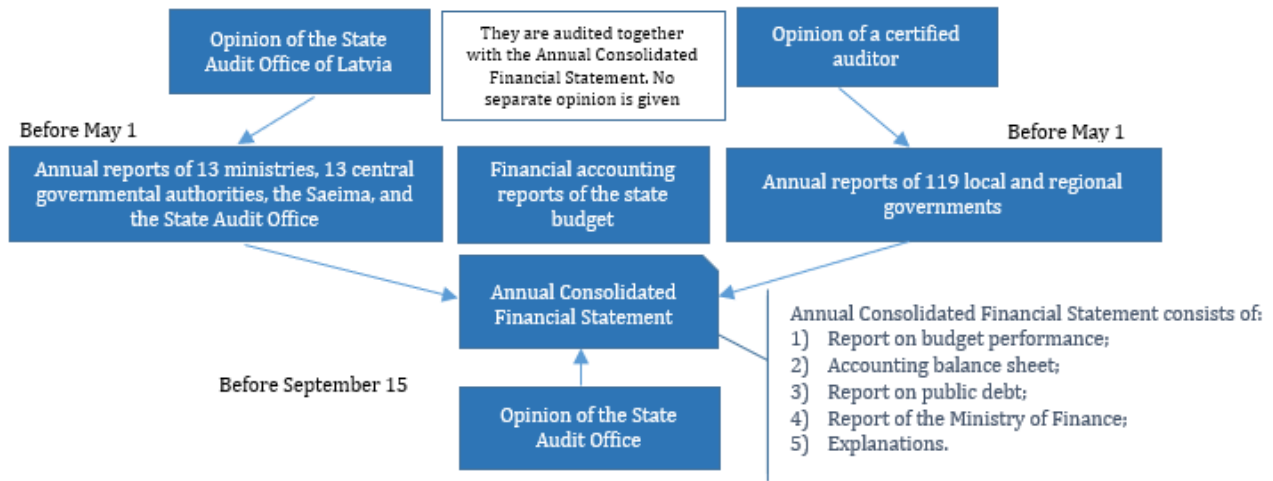 Opinion of the State
Audit Office of Latvia
They are audited together
with the Annual Consolidated
Financial Statement. No
separate opinion is given
Opinion of a certified
auditor
Before May 1
Before May 1
Annual reports of 13 ministries, 13 central
governmental authorities, the Saeima, and
the State Audit Office
Financial accounting
reports of the state
budget
Annual reports of 119 local and regional
governments
Annual Consolidated
Financial Statement
Annual Consolidated Financial Statement consists of:
1) Report on budget performance;
2) Accounting balance sheet;
3) Report on public debt;
4) Report of the Ministry of Finance;
5) Explanations.
Before September 15
Opinion of the State
Audit Office